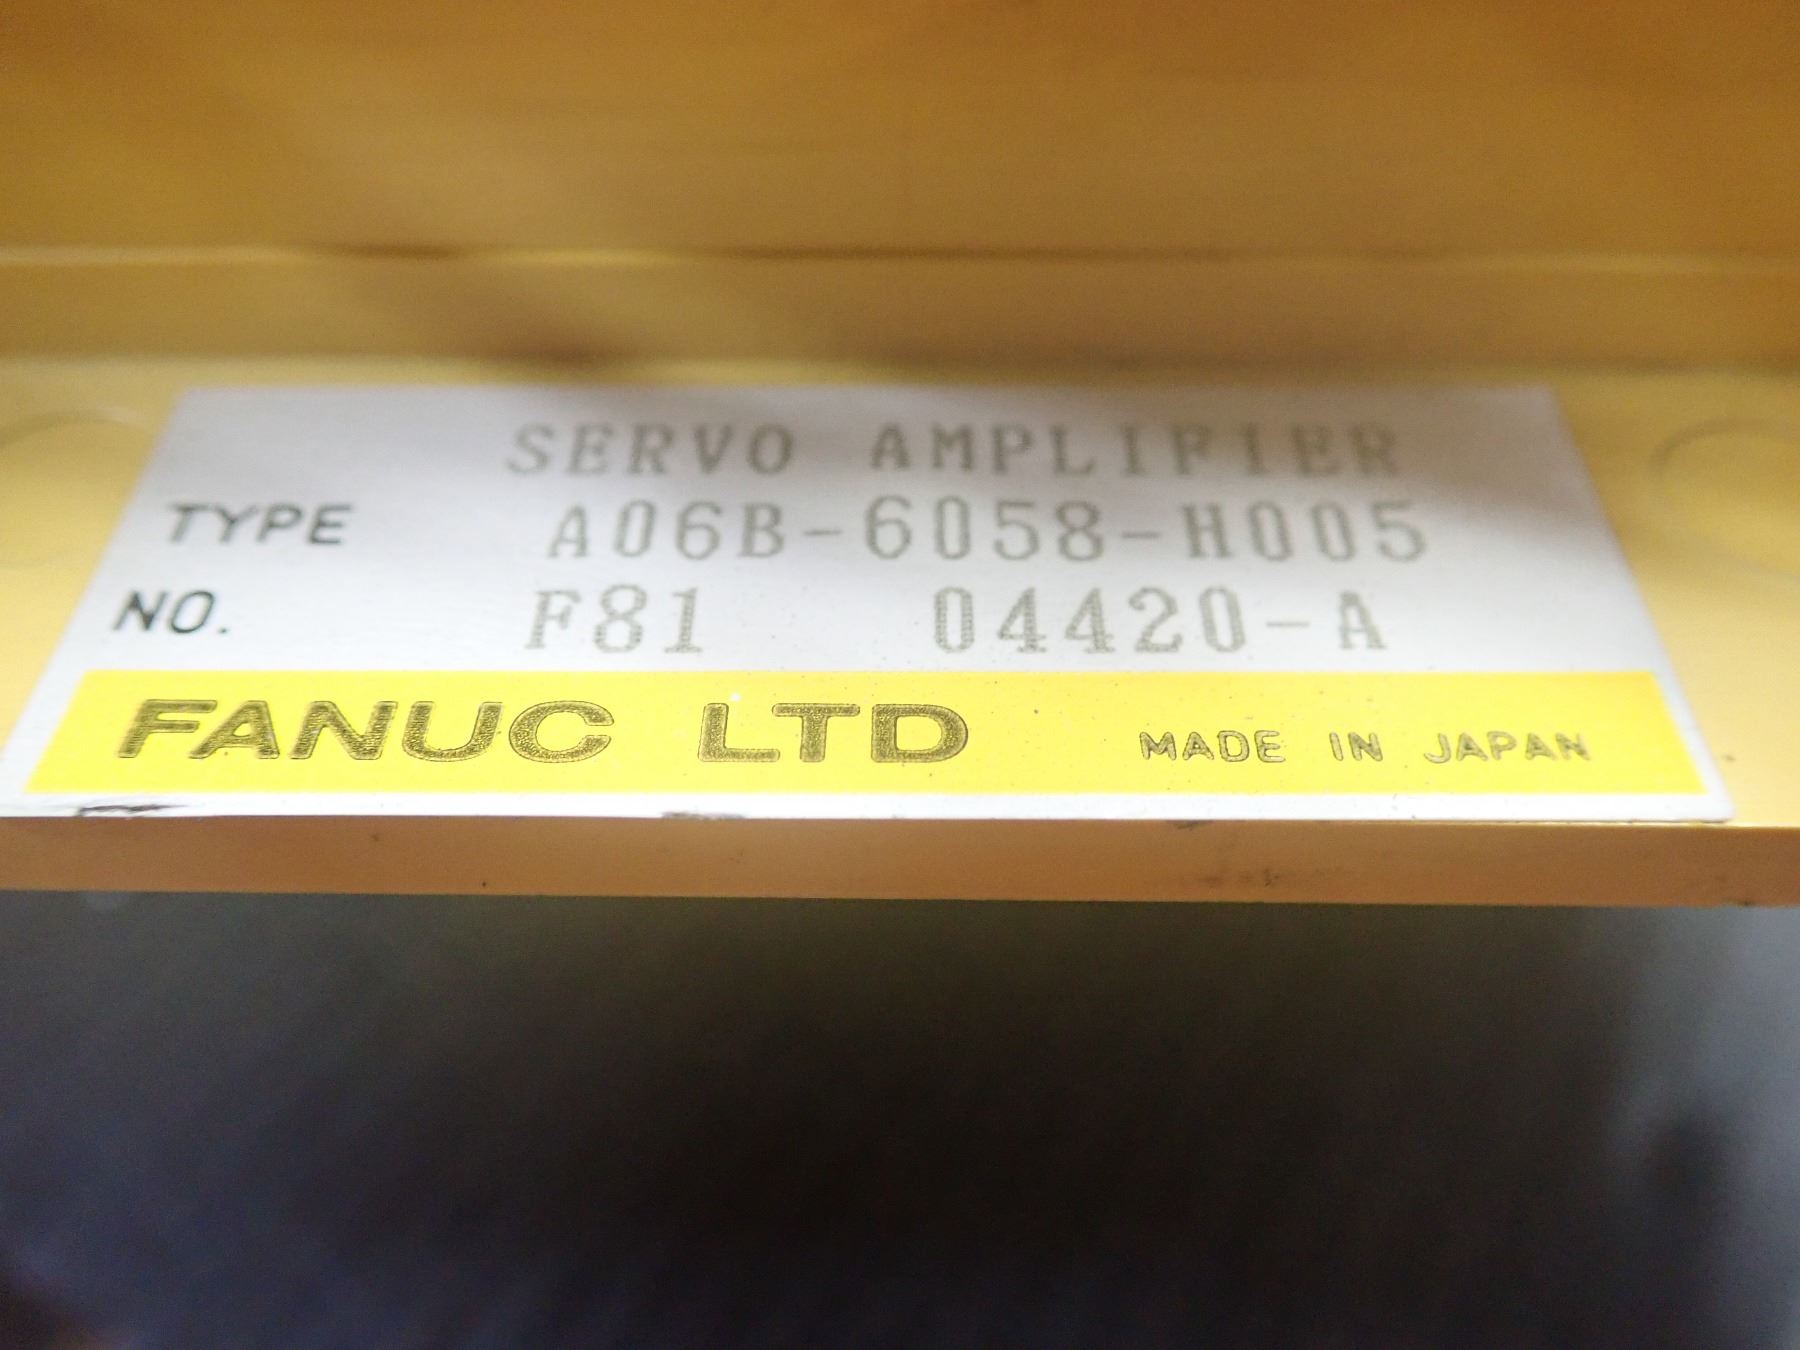 SERVO AMPLIFIER
TYPE A06B-6058-H005
NO. F81 04420-A
FANUC LTD MADE IN JAPAN